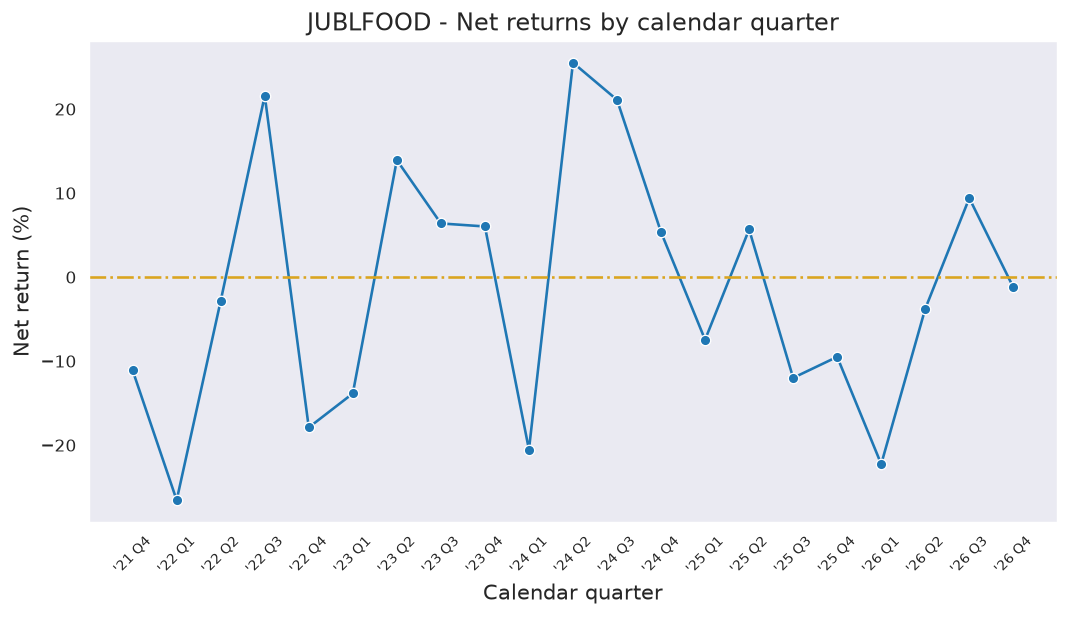 JUBLFOOD - Net returns by calendar quarter
Net return (%)
20
10
0
−10
−20
'21 Q4
'22 Q1
'22 Q2
'22 Q3
'22 Q4
'23 Q1
'23 Q2
'23 Q3
'23 Q4
'24 Q1
'24 Q2
'24 Q3
'24 Q4
'25 Q1
'25 Q2
'25 Q3
'25 Q4
'26 Q1
'26 Q2
'26 Q3
'26 Q4
Calendar quarter